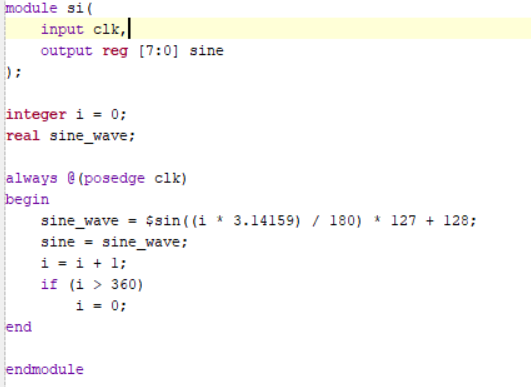 module si(
    input clk,
    output reg [7:0] sine
);

integer i = 0;
real sine_wave;

always @(posedge clk)
begin
    sine_wave = $sin((i * 3.14159) / 180) * 127 + 128;
    sine = sine_wave;
    i = i + 1;
    if (i > 360)
        i = 0;
end

endmodule